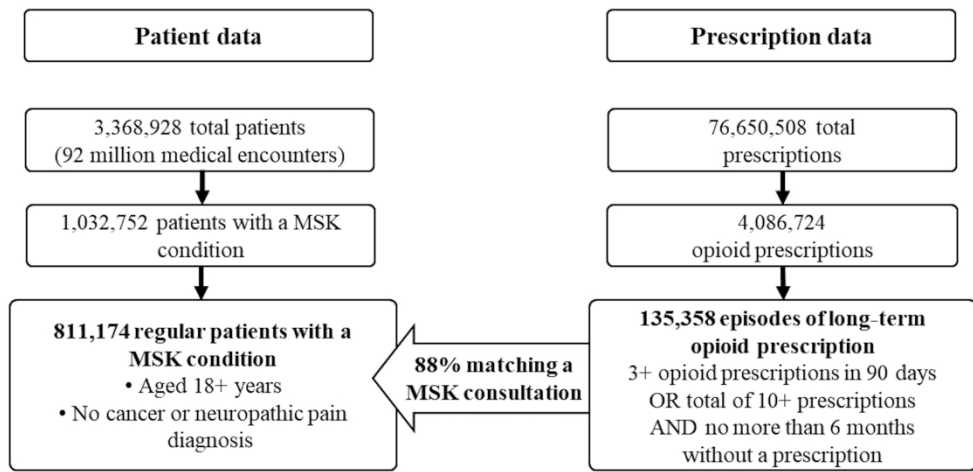 Patient data
Prescription data
3,368,928 total patients
(92 million medical encounters)
76,650,508 total
prescriptions
1,032,752 patients with a MSK
condition
4,086,724
opioid prescriptions
811,174 regular patients with a
MSK condition
• Aged 18+ years
• No cancer or neuropathic pain
diagnosis
88% matching a
MSK consultation
135,358 episodes of long-term
opioid prescription
3+ opioid prescriptions in 90 days
OR total of 10+ prescriptions
AND no more than 6 months
without a prescription